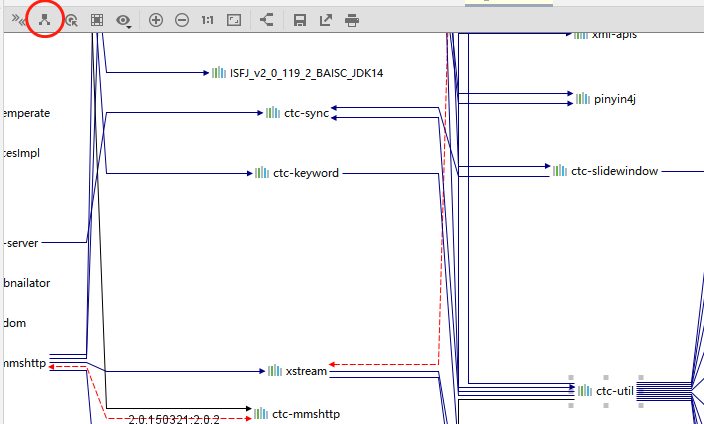 1:1
xml-apis
ISFJ_v2_0_119_2_BAISC_JDK14
pinyin4j
emperate
ctc-sync
cesImpl
ctc-keyword
ctc-slidewindow
-server
bnailator
dom
mmshttp
xstream
ctc-util
ctc-mmshttp
2.0.150321:2.0.2